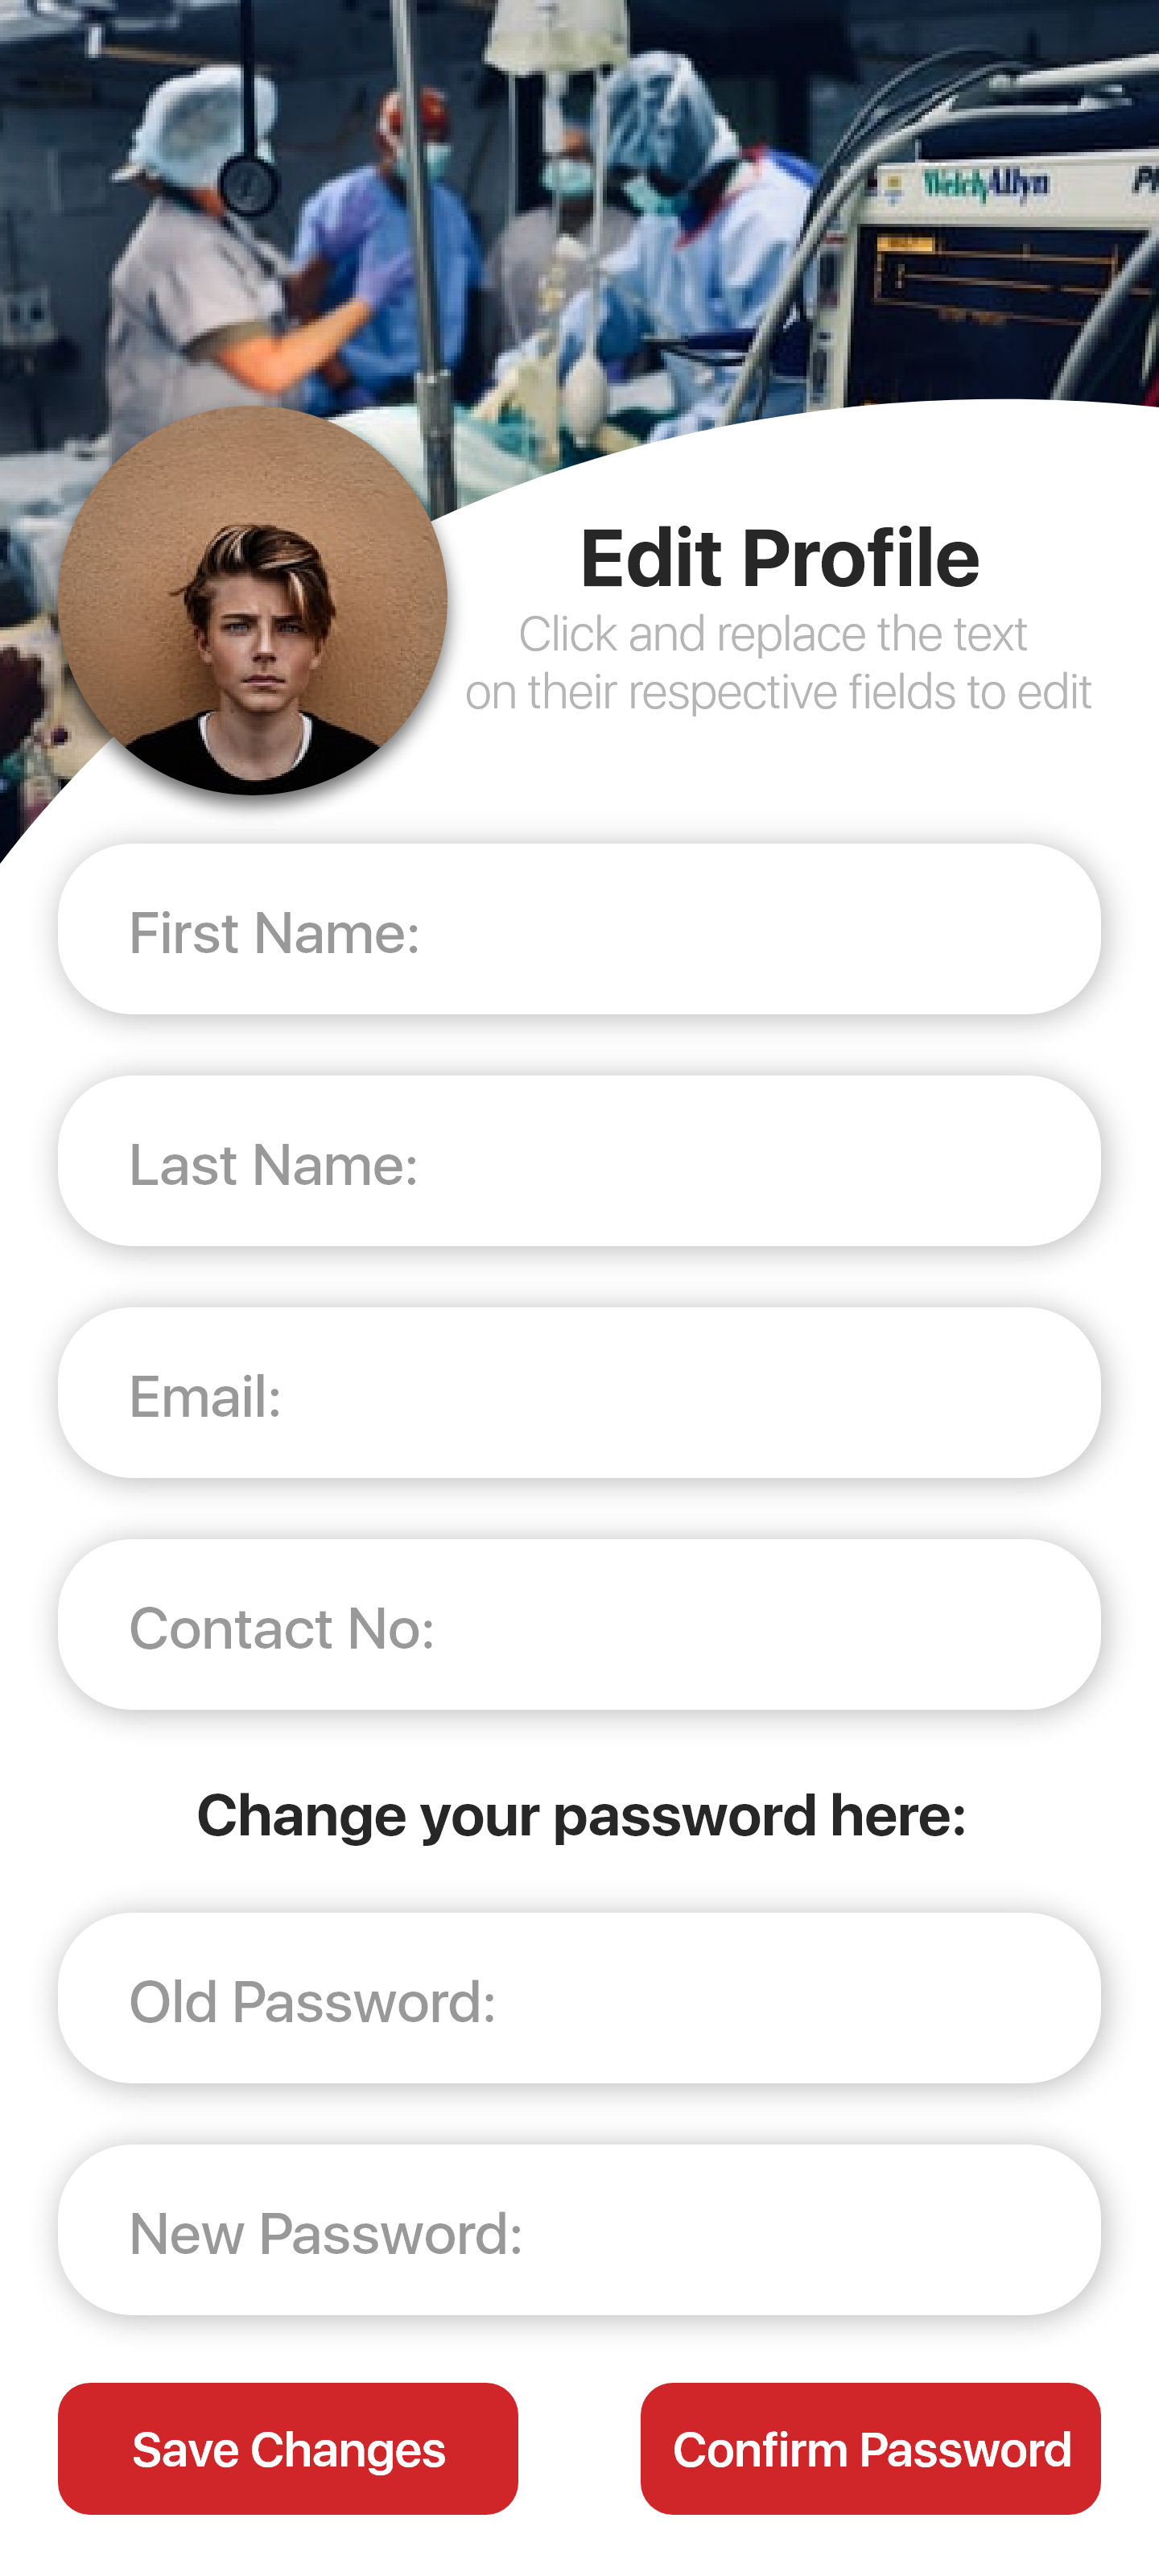 WelchAllyn
Edit Profile
Click and replace the text
on their respective fields to edit
First Name:
Last Name:
Email:
Contact No:
Change your password here:
Old Password:
New Password:
Save Changes
Confirm Password